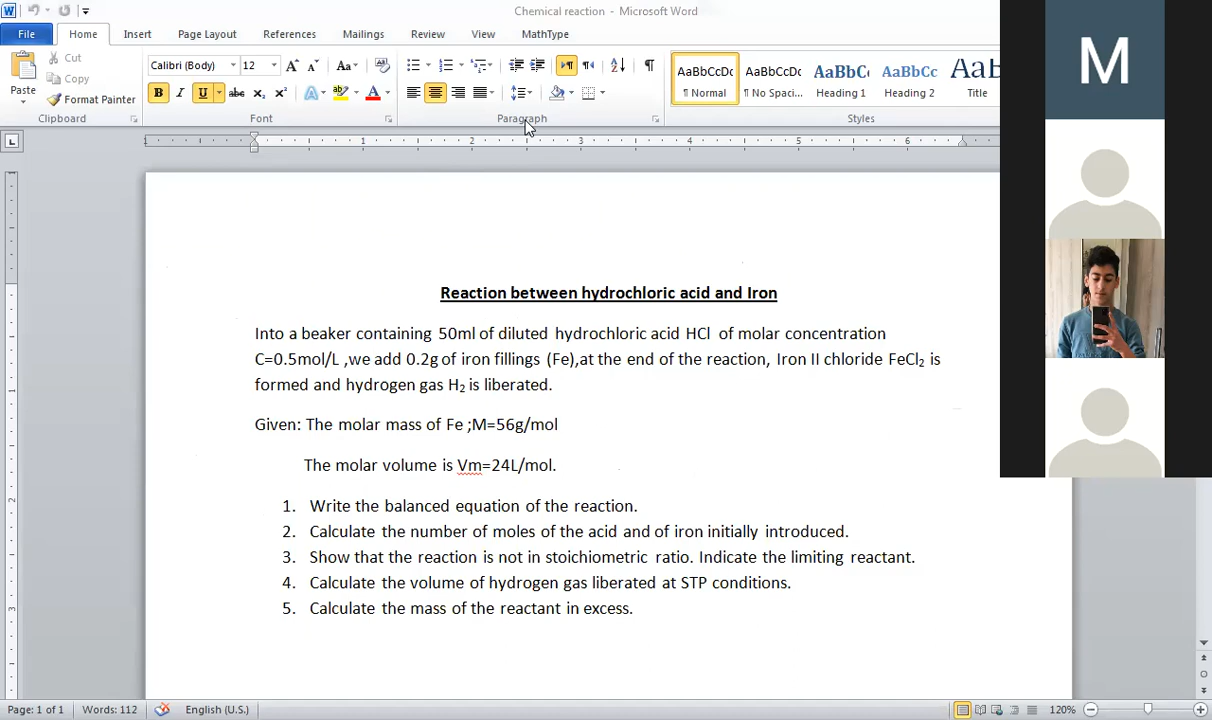 Chemical reaction - Microsoft Word
File Home Insert Page Layout References Mailings Review View MathType
Paste
Cut
Copy
Format Painter
Clipboard
Calibri (Body) 12
Font
Paragraph
AaBbCcDc AaBbCcDc AaBbCc AaBbCc AaB
¶ Normal ¶ No Spaci... Heading 1 Heading 2 Title
Styles
1 1 2 3 4 5 6
Reaction between hydrochloric acid and Iron
Into a beaker containing 50ml of diluted hydrochloric acid HCl of molar concentration
C=0.5mol/L ,we add 0.2g of iron fillings (Fe),at the end of the reaction, Iron II chloride FeCl₂ is
formed and hydrogen gas H₂ is liberated.
Given: The molar mass of Fe ;M=56g/mol
The molar volume is Vm=24L/mol.
1. Write the balanced equation of the reaction.
2. Calculate the number of moles of the acid and of iron initially introduced.
3. Show that the reaction is not in stoichiometric ratio. Indicate the limiting reactant.
4. Calculate the volume of hydrogen gas liberated at STP conditions.
5. Calculate the mass of the reactant in excess.
M
Page: 1 of 1 Words: 112 English (U.S.) 120%